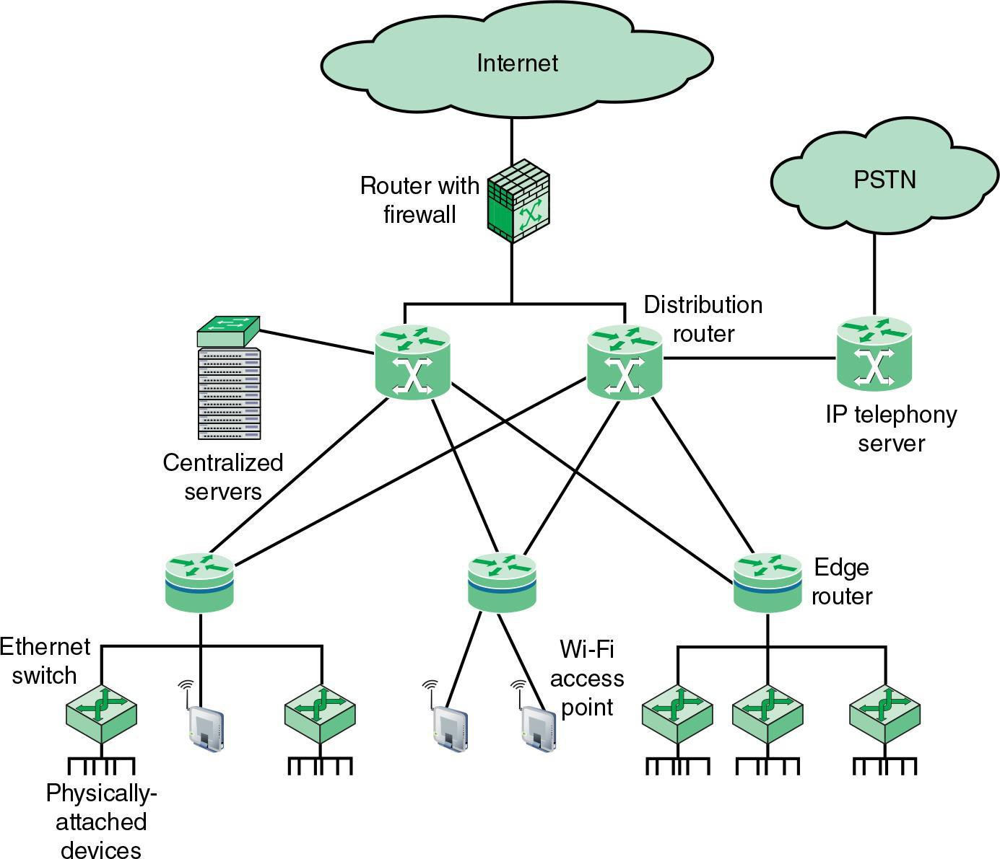 Internet
PSTN
Router with
firewall
Distribution
router
IP telephony
server
Centralized
servers
Edge
router
Ethernet
switch
Wi-Fi
access
point
Physically-
attached
devices